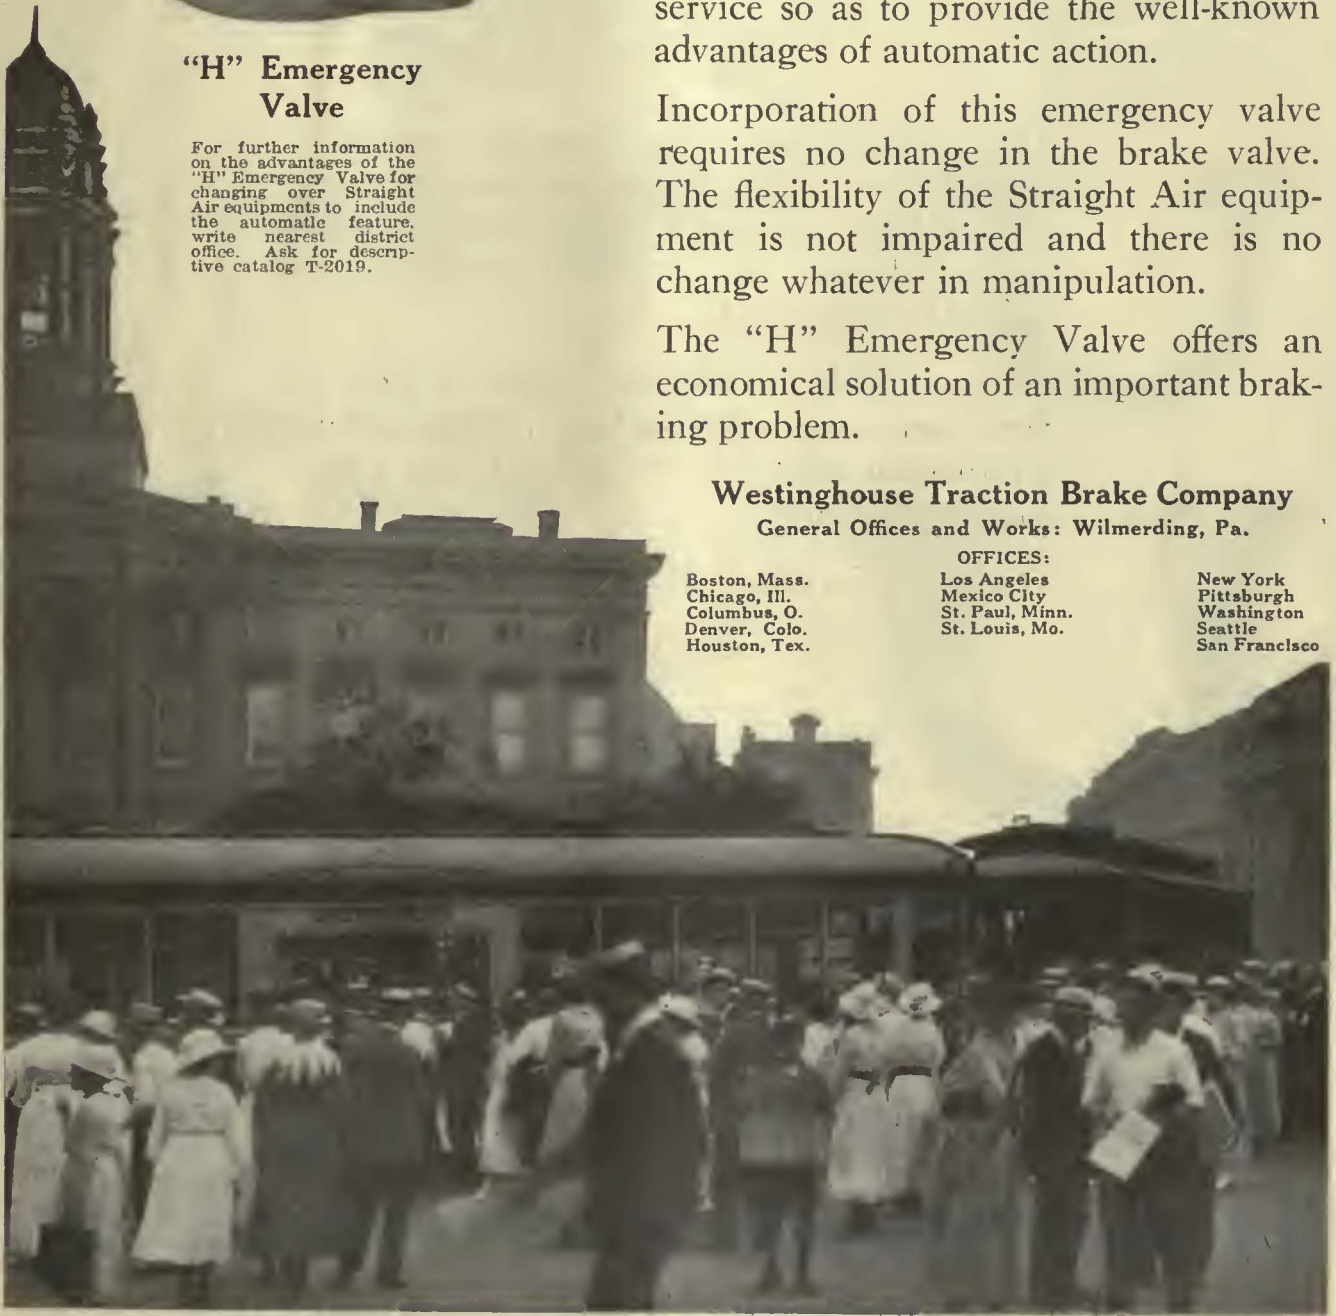 “H” Emergency
Valve
For further information
on the advantages of the
“H” Emergency Valve for
changing over Straight
Air equipments to include
the automatic feature,
write nearest district
office. Ask for descrip-
tive catalog T-2019.
service so as to provide the well-known
advantages of automatic action.
Incorporation of this emergency valve
requires no change in the brake valve.
The flexibility of the Straight Air equip-
ment is not impaired and there is no
change whatever in manipulation.
The “H” Emergency Valve offers an
economical solution of an important brak-
ing problem.
Westinghouse Traction Brake Company
General Offices and Works: Wilmerding, Pa.
OFFICES:
Boston, Mass.
Chicago, Ill.
Columbus, O.
Denver, Colo.
Houston, Tex.
Los Angeles
Mexico City
St. Paul, Minn.
St. Louis, Mo.
New York
Pittsburgh
Washington
Seattle
San Francisco